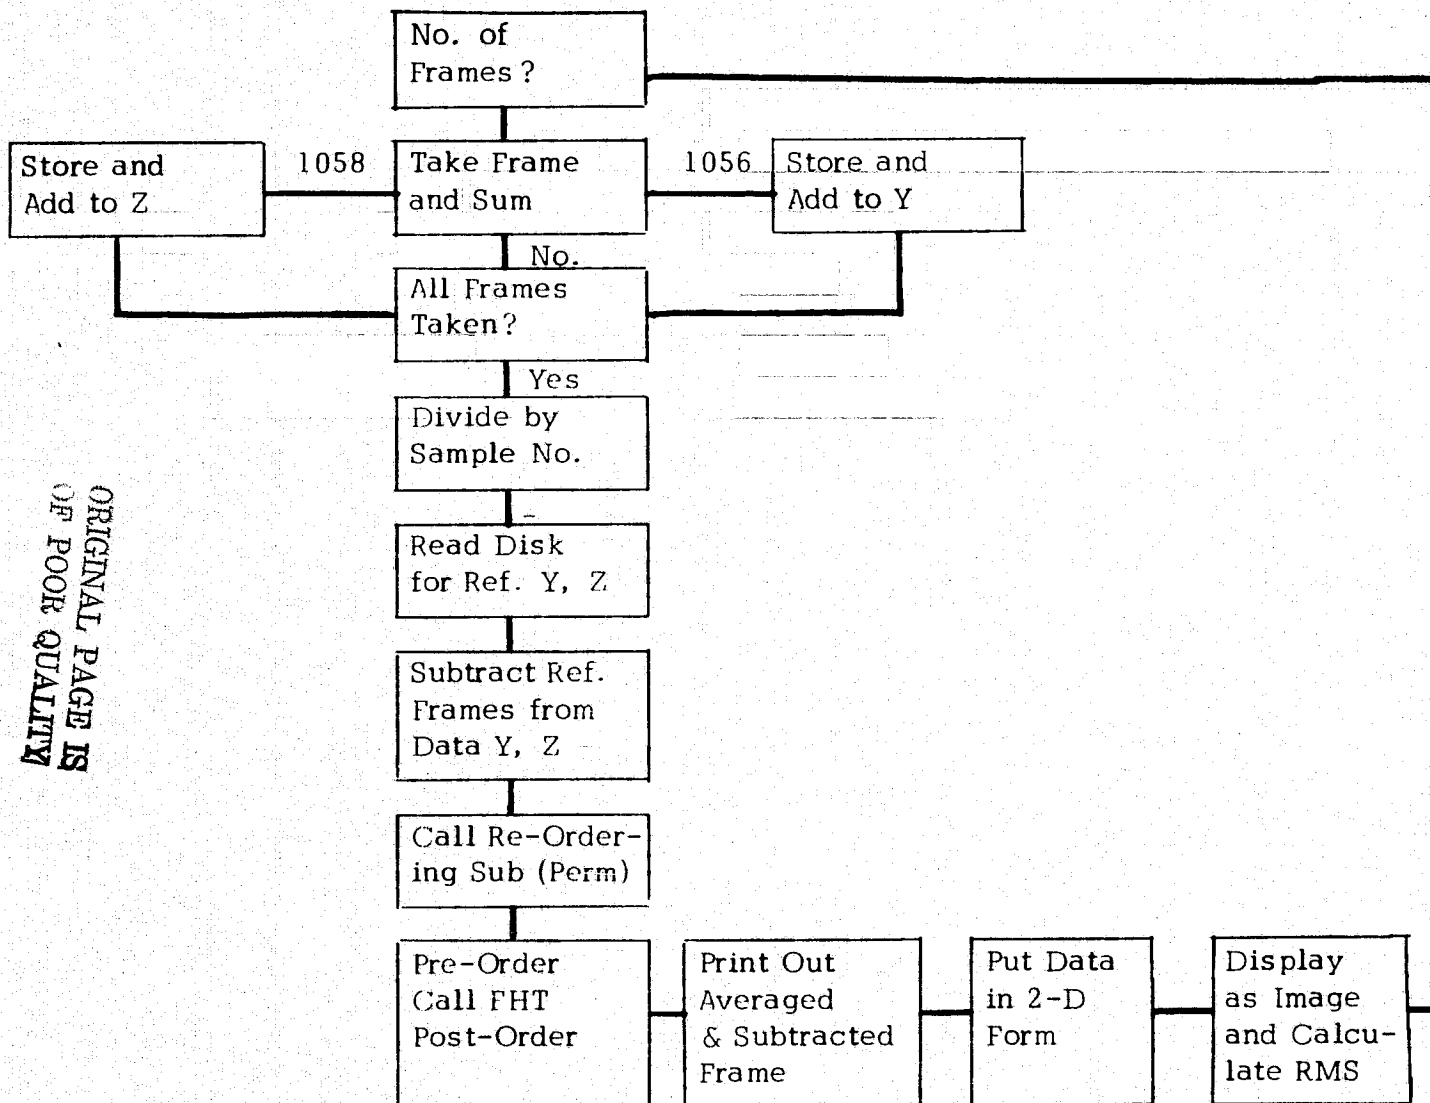 No. of
Frames?
Store and
Add to Z
1058
Take Frame
and Sum
1056
Store and
Add to Y
No.
All Frames
Taken?
Yes
Divide by
Sample No.
Read Disk
for Ref. Y, Z
Subtract Ref.
Frames from
Data Y, Z
Call Re-Order-
ing Sub (Perm)
Pre-Order
Call FHT
Post-Order
Print Out
Averaged
& Subtracted
Frame
Put Data
in 2-D
Form
Display
as Image
and Calcu-
late RMS
ORIGINAL PAGE IS
OF POOR QUALITY